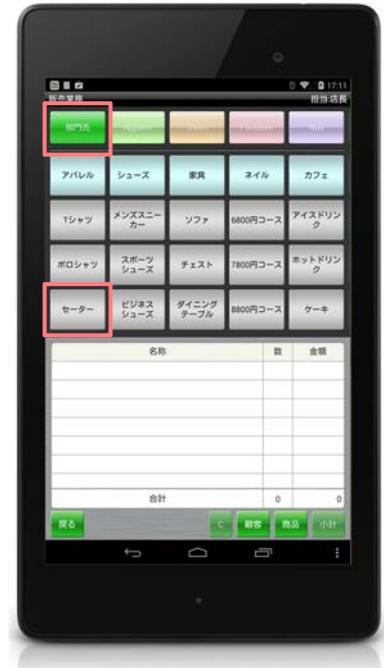 17:11
販売業務 担当:店長
部門売 Apparel Shoes Furniture Nail
アパレル シューズ 家具 ネイル カフェ
Tシャツ メンズスニー ソファ 6800円コース アイスドリン
カー ク
ポロシャツ スポーツ チェスト 7800円コース ホットドリン
シューズ ク
セーター ビジネス ダイニング 8800円コース ケーキ
シューズ テーブル
名称 数 金額
合計 0 0
戻る C 顧客 商品 小計